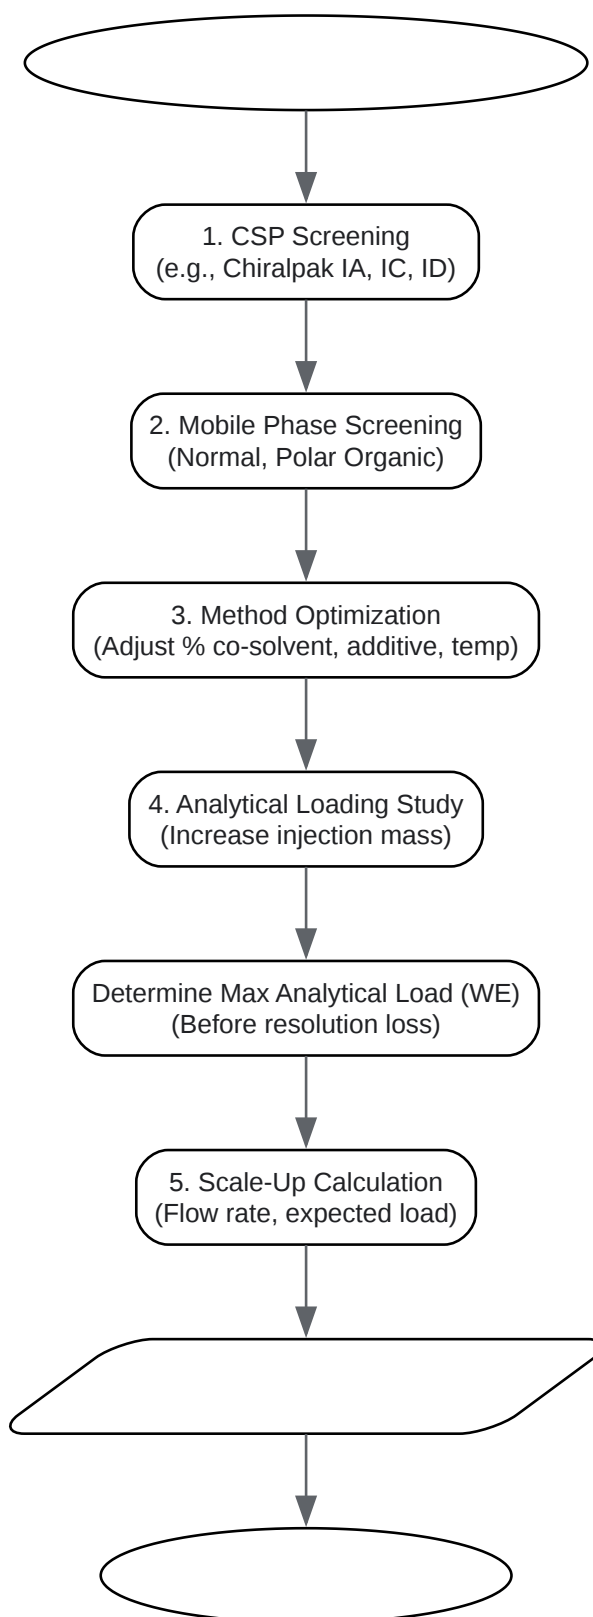 1. CSP Screening
(e.g., Chiralpak IA, IC, ID)
2. Mobile Phase Screening
(Normal, Polar Organic)
3. Method Optimization
(Adjust % co-solvent, additive, temp)
4. Analytical Loading Study
(Increase injection mass)
Determine Max Analytical Load (WE)
(Before resolution loss)
5. Scale-Up Calculation
(Flow rate, expected load)